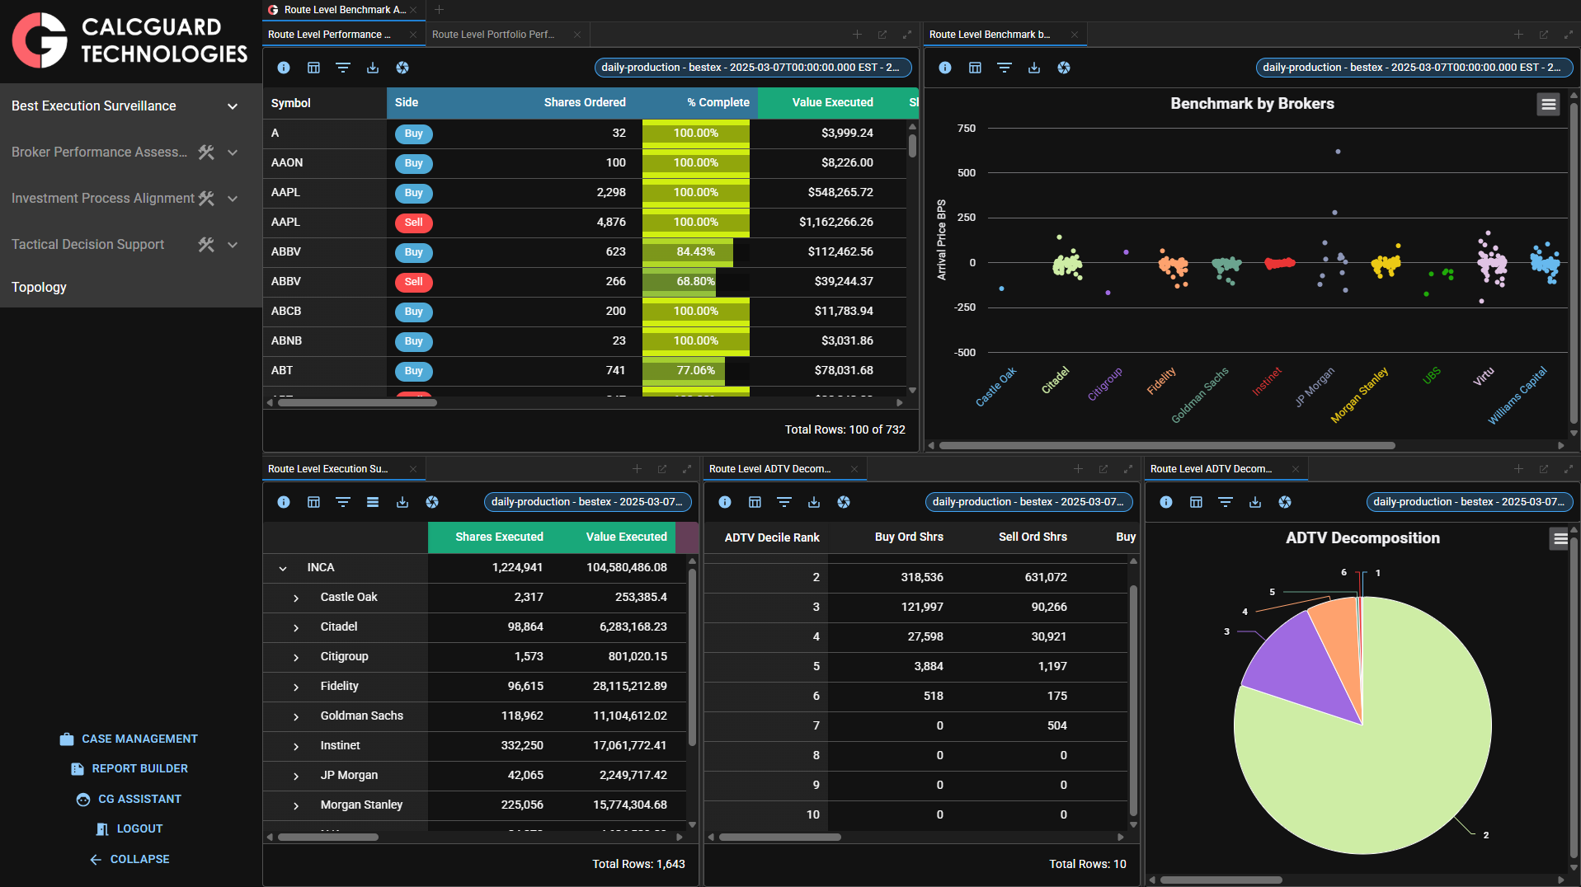 CALCGUARD
TECHNOLOGIES
Best Execution Surveillance
Broker Performance Assess...
Investment Process Alignment
Tactical Decision Support
Topology
CASE MANAGEMENT
REPORT BUILDER
CG ASSISTANT
LOGOUT
COLLAPSE
Route Level Benchmark A...
Route Level Performance ...
Route Level Portfolio Perf...
daily-production - bestex - 2025-03-07T00:00:00.000 EST - 2...
Symbol Side Shares Ordered % Complete Value Executed
A Buy 32 100.00% $3,999.24
AAON Buy 100 100.00% $8,226.00
AAPL Buy 2,298 100.00% $548,265.72
AAPL Sell 4,876 100.00% $1,162,266.26
ABBV Buy 623 84.43% $112,462.56
ABBV Sell 266 68.80% $39,244.37
ABCB Buy 200 100.00% $11,783.94
ABNB Buy 23 100.00% $3,031.86
ABT Buy 741 77.06% $78,031.68
Total Rows: 100 of 732
Route Level Benchmark b...
daily-production - bestex - 2025-03-07T00:00:00.000 EST - 2...
Benchmark by Brokers
Arrival Price BPS
750
500
250
0
-250
-500
Castle Oak
Citadel
Citigroup
Fidelity
Goldman Sachs
Instinet
JP Morgan
Morgan Stanley
UBS
Virtu
Williams Capital
Route Level Execution Su...
daily-production - bestex - 2025-03-07...
Shares Executed Value Executed
INCA 1,224,941 104,580,486.08
Castle Oak 2,317 253,385.4
Citadel 98,864 6,283,168.23
Citigroup 1,573 801,020.15
Fidelity 96,615 28,115,212.89
Goldman Sachs 118,962 11,104,612.02
Instinet 332,250 17,061,772.41
JP Morgan 42,065 2,249,717.42
Morgan Stanley 225,056 15,774,304.68
Total Rows: 1,643
Route Level ADTV Decom...
daily-production - bestex - 2025-03-07...
ADTV Decile Rank Buy Ord Shrs Sell Ord Shrs Buy
2 318,536 631,072
3 121,997 90,266
4 27,598 30,921
5 3,884 1,197
6 518 175
7 0 504
8 0 0
9 0 0
10 0 0
Total Rows: 10
Route Level ADTV Decom...
daily-production - bestex - 2025-03-07...
ADTV Decomposition
6
1
5
4
3
2